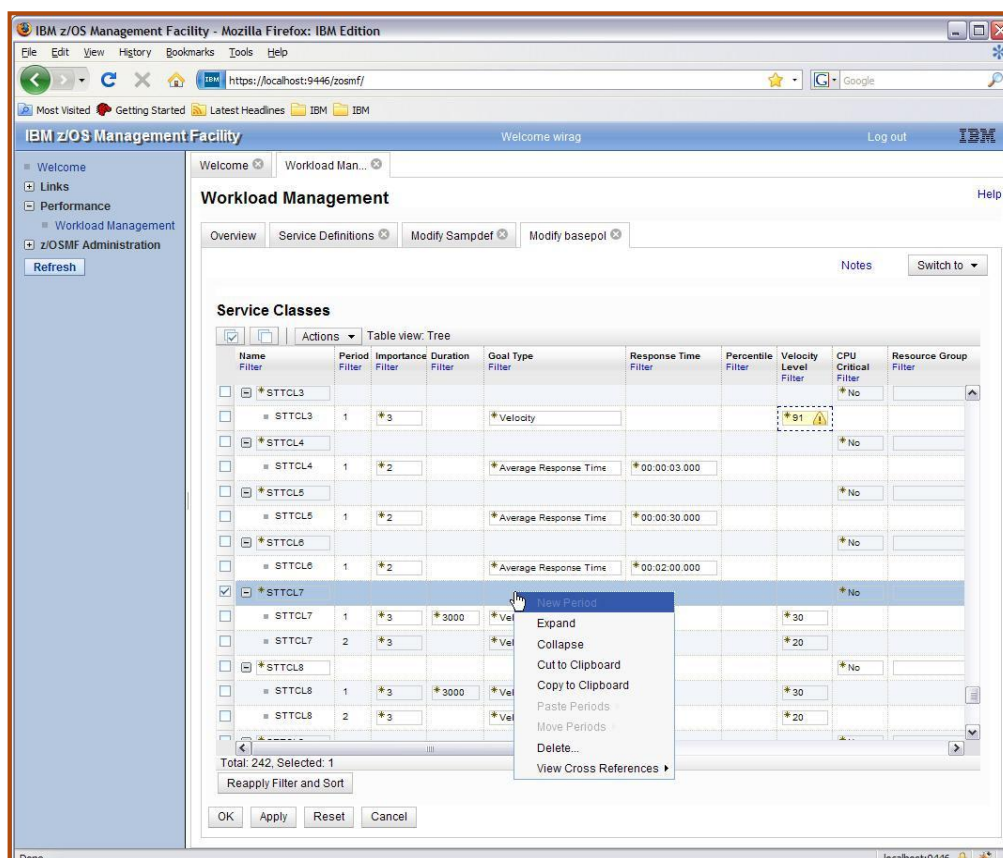 IBM z/OS Management Facility - Mozilla Firefox: IBM Edition
File Edit View History Bookmarks Tools Help
IBM https://localhost:9446/zosmf/ G Google
Most Visited Getting Started Latest Headlines IBM IBM
IBM z/OS Management Facility Welcome wirag Log out IBM
Welcome
Links
Performance
Workload Management
z/OSMF Administration
Refresh
Welcome Workload Man...
Workload Management Help
Overview Service Definitions Modify Sampdef Modify basepol
Notes Switch to
Service Classes
Actions Table view: Tree
Name Period Importance Duration Goal Type Response Time Percentile Velocity Level CPU Critical Resource Group
Filter Filter Filter Filter Filter Filter Filter Filter Filter Filter
*STTCL3 *No
STTCL3 1 *3 *Velocity *91
*STTCL4 *No
STTCL4 1 *2 *Average Response Time *00:00:03.000
*STTCL5 *No
STTCL5 1 *2 *Average Response Time *00:00:30.000
*STTCL6 *No
STTCL6 1 *2 *Average Response Time *00:02:00.000
*STTCL7 *No
STTCL7 1 *3 *3000 *Vel *30
STTCL7 2 *3 *Vel *20
*STTCL8 *No
STTCL8 1 *3 *3000 *Vel *30
STTCL8 2 *3 *Vel *20
New Period
Expand
Collapse
Cut to Clipboard
Copy to Clipboard
Paste Periods
Move Periods
Delete...
View Cross References
Total: 242, Selected: 1
Reapply Filter and Sort
OK Apply Reset Cancel
Done localhost:9446